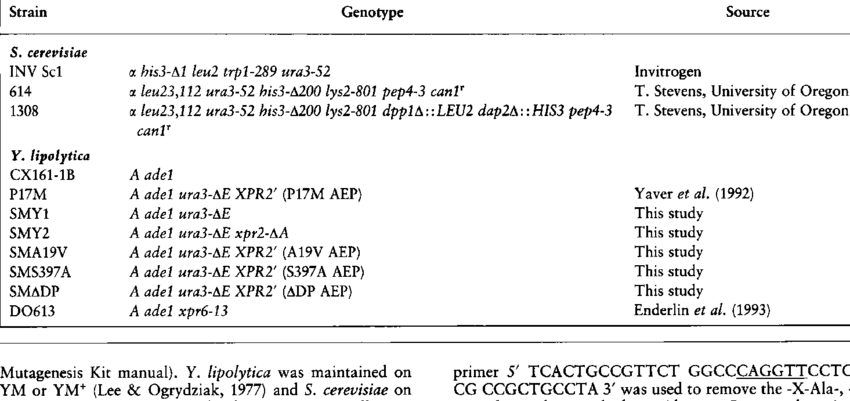 Strain Genotype Source
S. cerevisiae
INV Sc1 α his3-Δ1 leu2 trp1-289 ura3-52 Invitrogen
614 α leu23,112 ura3-52 his3-Δ200 lys2-801 pep4-3 can1ʳ T. Stevens, University of Oregon
1308 α leu23,112 ura3-52 his3-Δ200 lys2-801 dpp1Δ::LEU2 dap2Δ::HIS3 pep4-3 T. Stevens, University of Oregon
can1ʳ
Y. lipolytica
CX161-1B A ade1
P17M A ade1 ura3-ΔE XPR2′ (P17M AEP) Yaver et al. (1992)
SMY1 A ade1 ura3-ΔE This study
SMY2 A ade1 ura3-ΔE xpr2-ΔA This study
SMA19V A ade1 ura3-ΔE XPR2′ (A19V AEP) This study
SMS397A A ade1 ura3-ΔE XPR2′ (S397A AEP) This study
SMΔDP A ade1 ura3-ΔE XPR2′ (ΔDP AEP) This study
DO613 A ade1 xpr6-13 Enderlin et al. (1993)
Mutagenesis Kit manual). Y. lipolytica was maintained on
YM or YM⁺ (Lee & Ogrydziak, 1977) and S. cerevisiae on
primer 5′ TCACTGCCGTTCT GGCCCAGGTTCCTC
CG CCGCTGCCTA 3′ was used to remove the -X-Ala-,